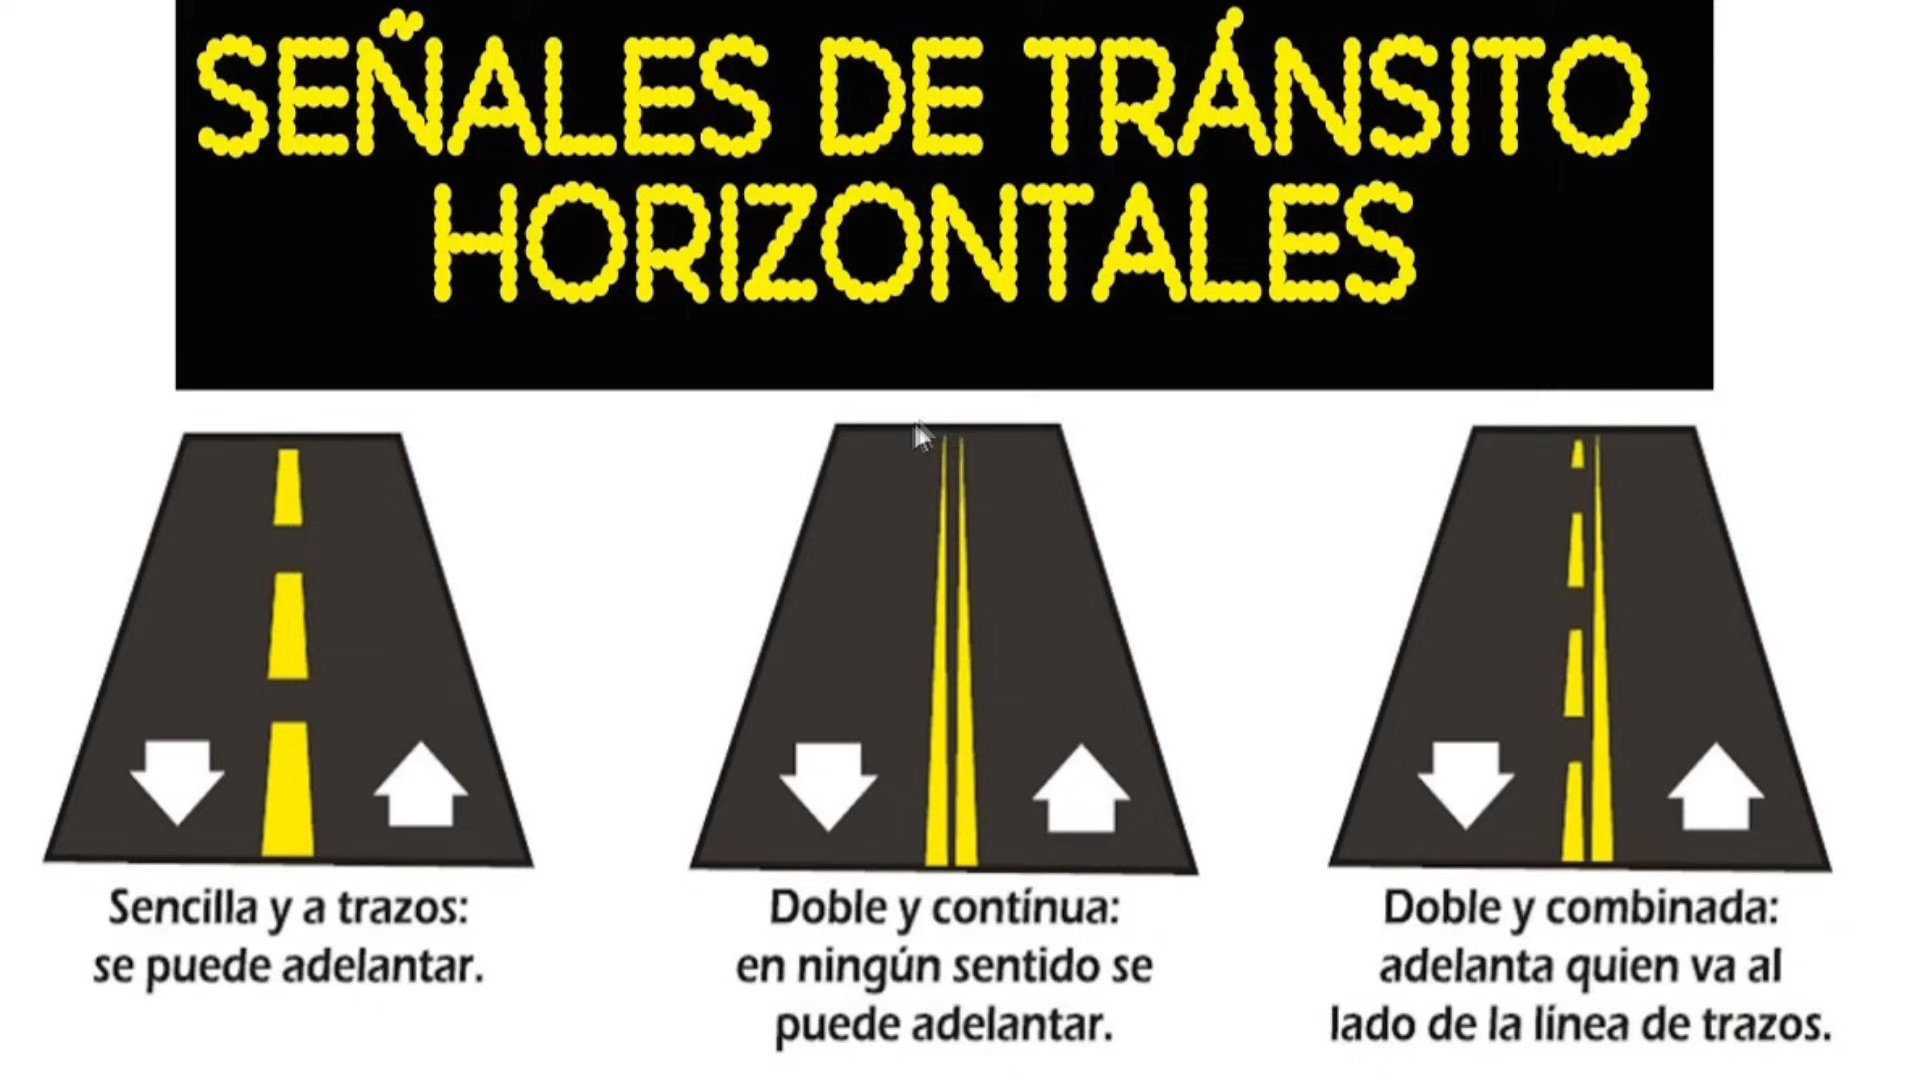 SEÑALES DE TRÁNSITO
HORIZONTALES
Sencilla y a trazos:
se puede adelantar.
Doble y contínua:
en ningún sentido se
puede adelantar.
Doble y combinada:
adelanta quien va al
lado de la línea de trazos.